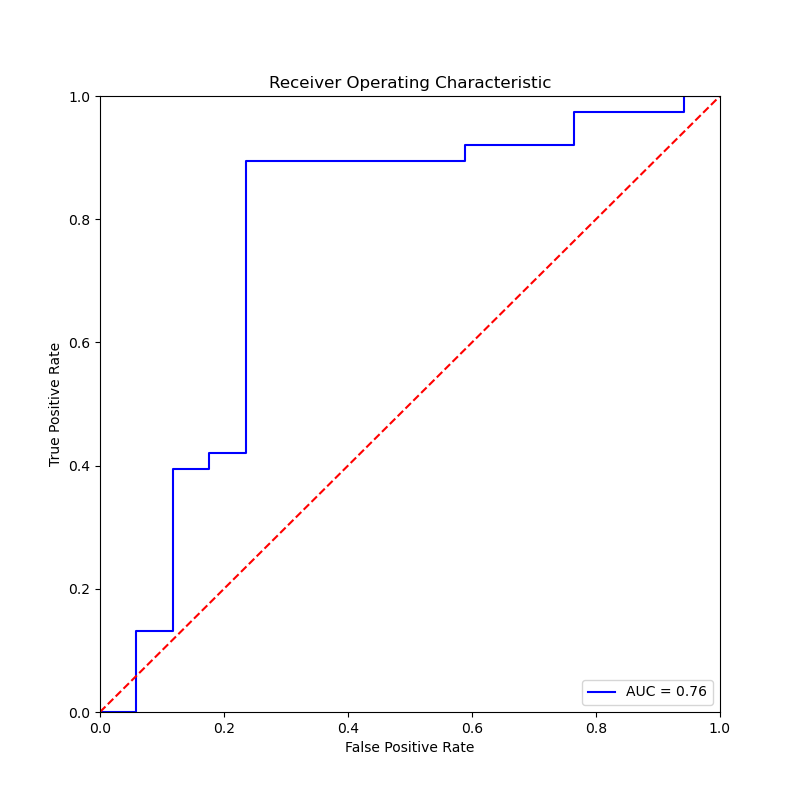 Receiver Operating Characteristic
1.0
0.8
0.6
0.4
0.2
0.0
True Positive Rate
AUC = 0.76
0.0 0.2 0.4 0.6 0.8 1.0
False Positive Rate